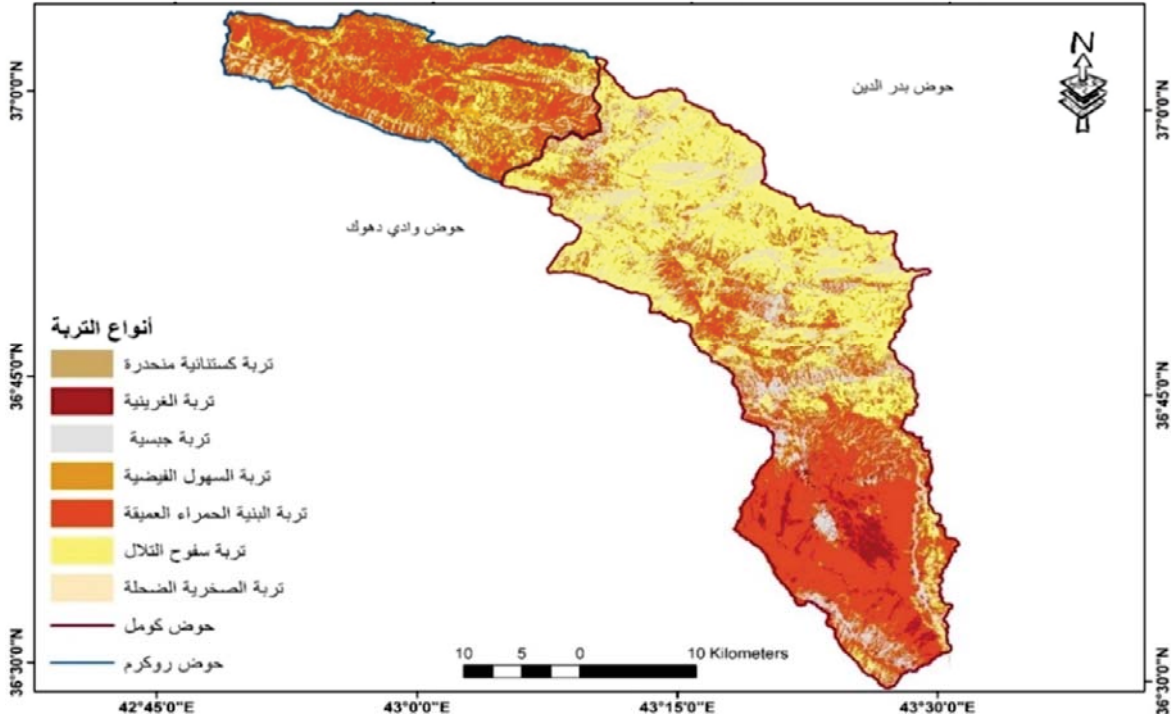 N
حوض بدر الدين
حوض وادي دهوك
37°0'0"N
36°45'0"N
36°30'0"N
37°0'0"N
36°45'0"N
36°30'0"N
أنواع التربة
تربة كستنائية منحدرة
تربة الغرينية
تربة جبسية
تربة السهول الفيضية
تربة البنية الحمراء العميقة
تربة سفوح التلال
تربة الصخرية الضحلة
حوض كومل
حوض روكرم
10 5 0 10 Kilometers
42°45'0"E 43°0'0"E 43°15'0"E 43°30'0"E